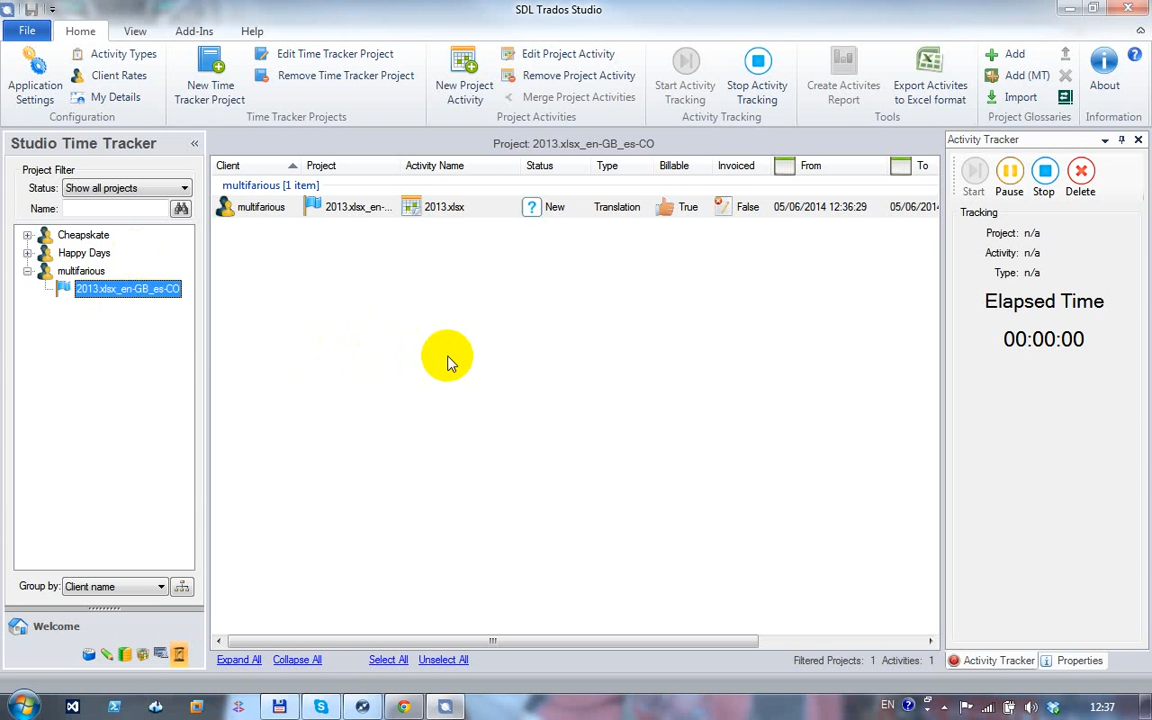 SDL Trados Studio
File Home View Add-Ins Help
Application Settings
Activity Types
Client Rates
My Details
Configuration
New Time Tracker Project
Edit Time Tracker Project
Remove Time Tracker Project
Time Tracker Projects
New Project Activity
Edit Project Activity
Remove Project Activity
Merge Project Activities
Project Activities
Start Activity Tracking
Stop Activity Tracking
Activity Tracking
Create Activites Report
Export Activites to Excel format
Tools
Add
Add (MT)
Import
Project Glossaries
About
Information
Studio Time Tracker «
Project Filter
Status: Show all projects
Name:
Cheapskate
Happy Days
multifarious
2013.xlsx_en-GB_es-CO
Group by: Client name
Welcome
Project: 2013.xlsx_en-GB_es-CO
Client Project Activity Name Status Type Billable Invoiced From To
multifarious [1 item]
multifarious 2013.xlsx_en-... 2013.xlsx New Translation True False 05/06/2014 12:36:29 05/06/201
Expand All Collapse All Select All Unselect All Filtered Projects: 1 Activities: 1
Activity Tracker
Start Pause Stop Delete
Tracking
Project: n/a
Activity: n/a
Type: n/a
Elapsed Time
00:00:00
Activity Tracker Properties
EN 12:37